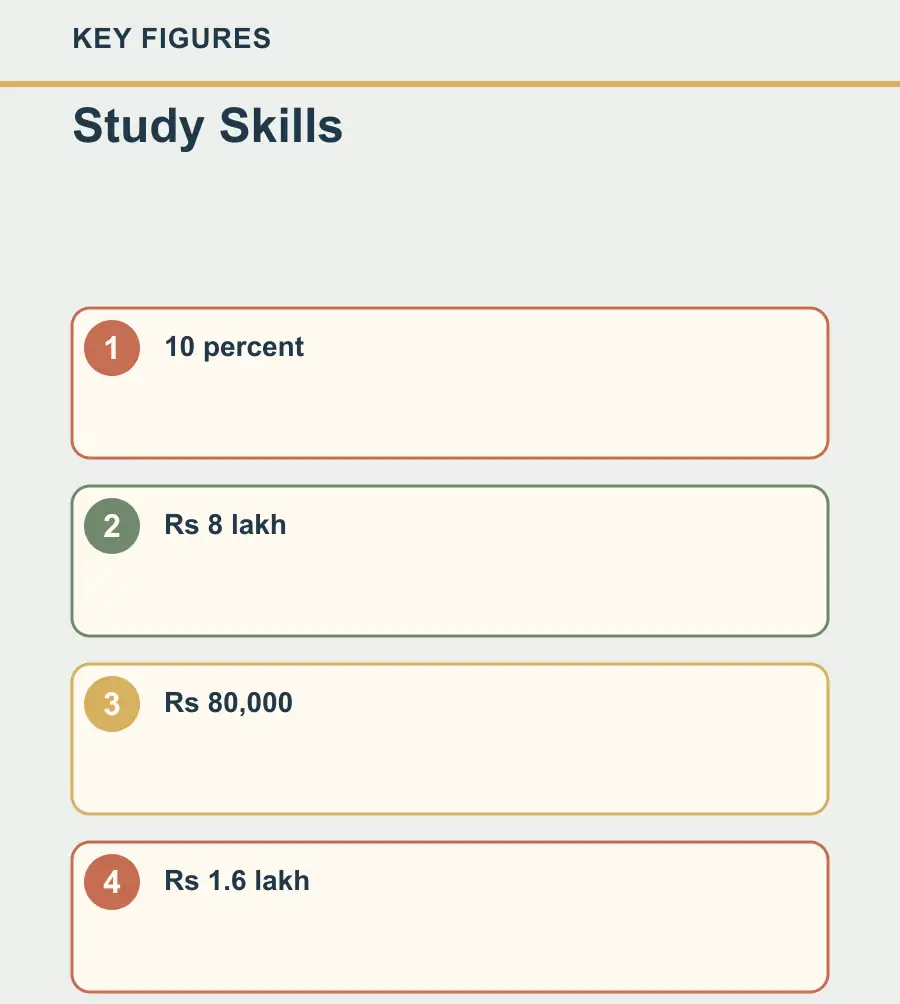 KEY FIGURES
Study Skills
1 10 percent
2 Rs 8 lakh
3 Rs 80,000
4 Rs 1.6 lakh